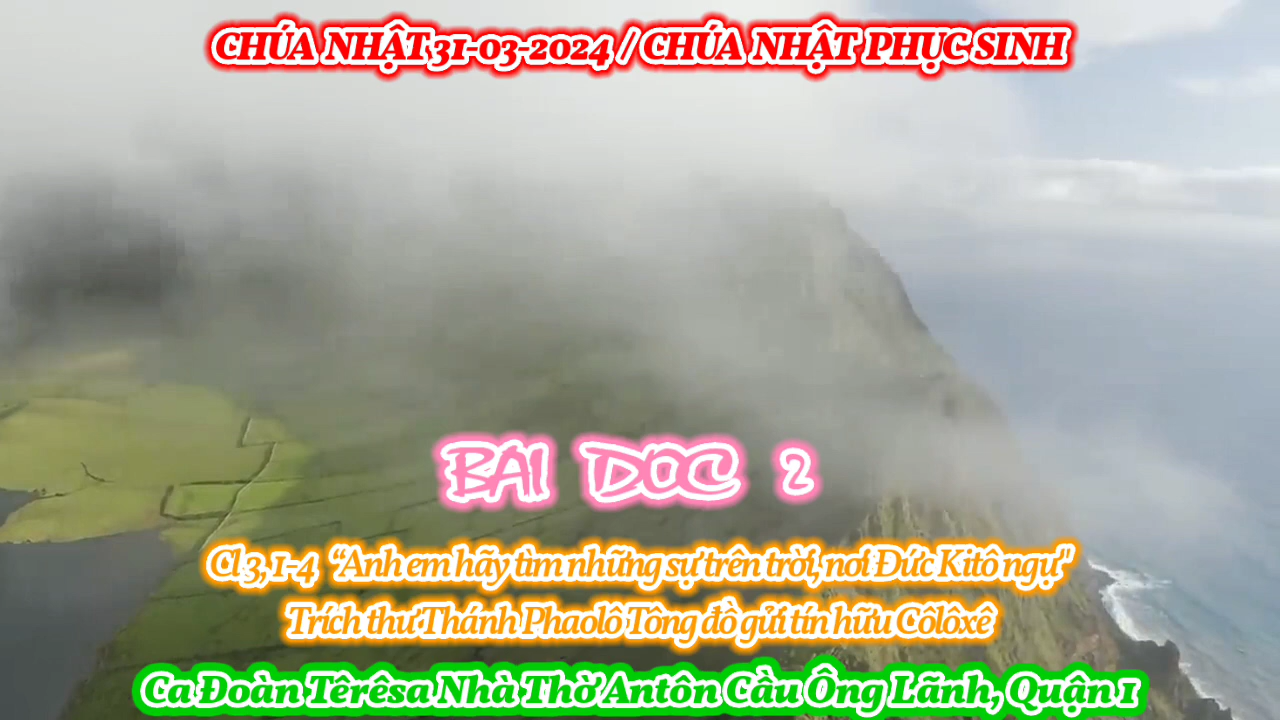 CHÚA NHẬT 31-03-2024 / CHÚA NHẬT PHỤC SINH
BAI DOC 2
Cl 3, 1-4 “Anh em hãy tìm những sự trên trời, nơi Đức Kitô ngự"
Trích thư Thánh Phaolô Tông đồ gửi tín hữu Côlôxê
Ca Đoàn Têrêsa Nhà Thờ Antôn Cầu Ông Lãnh, Quận 1